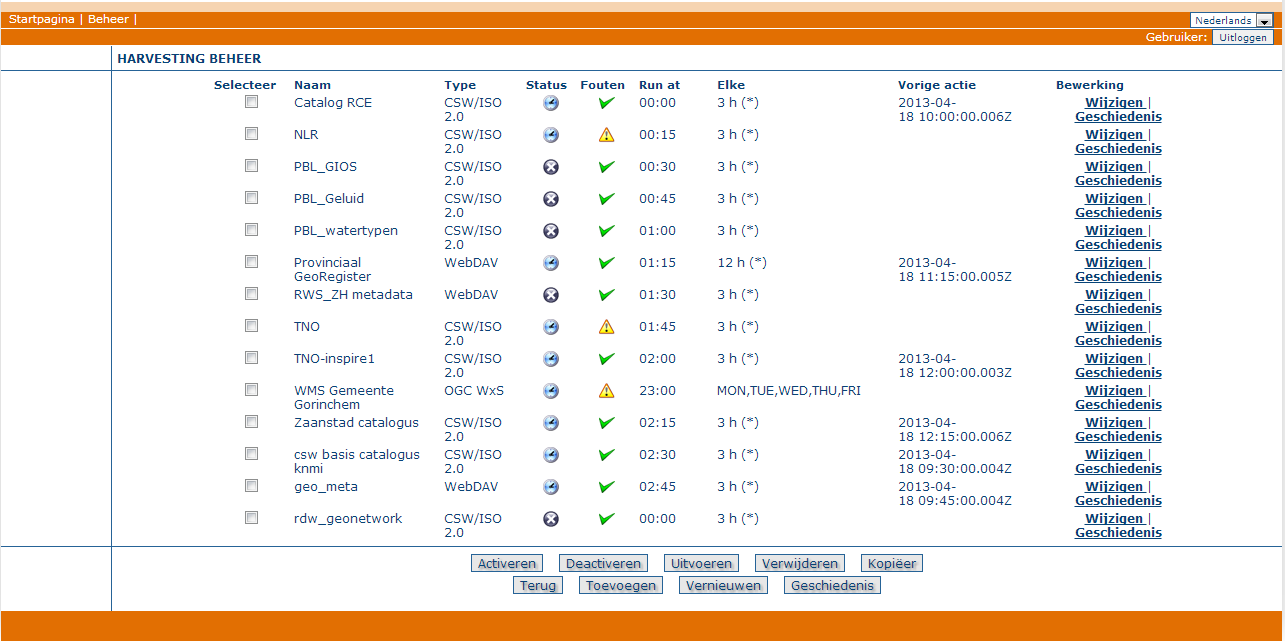 Startpagina | Beheer |
Nederlands
Gebruiker: Uitloggen
HARVESTING BEHEER
Selecteer Naam Type Status Fouten Run at Elke Vorige actie Bewerking
Catalog RCE CSW/ISO 00:00 3 h (*) 2013-04- Wijzigen |
2.0 18 10:00:00.006Z Geschiedenis
NLR CSW/ISO 00:15 3 h (*) Wijzigen |
2.0 Geschiedenis
PBL_GIOS CSW/ISO 00:30 3 h (*) Wijzigen |
2.0 Geschiedenis
PBL_Geluid CSW/ISO 00:45 3 h (*) Wijzigen |
2.0 Geschiedenis
PBL_watertypen CSW/ISO 01:00 3 h (*) Wijzigen |
2.0 Geschiedenis
Provinciaal WebDAV 01:15 12 h (*) 2013-04- Wijzigen |
GeoRegister 18 11:15:00.005Z Geschiedenis
RWS_ZH metadata WebDAV 01:30 3 h (*) Wijzigen |
Geschiedenis
TNO CSW/ISO 01:45 3 h (*) Wijzigen |
2.0 Geschiedenis
TNO-inspire1 CSW/ISO 02:00 3 h (*) 2013-04- Wijzigen |
2.0 18 12:00:00.003Z Geschiedenis
WMS Gemeente OGC WxS 23:00 MON,TUE,WED,THU,FRI Wijzigen |
Gorinchem Geschiedenis
Zaanstad catalogus CSW/ISO 02:15 3 h (*) 2013-04- Wijzigen |
2.0 18 12:15:00.006Z Geschiedenis
csw basis catalogus CSW/ISO 02:30 3 h (*) 2013-04- Wijzigen |
knmi 2.0 18 09:30:00.004Z Geschiedenis
geo_meta WebDAV 02:45 3 h (*) 2013-04- Wijzigen |
18 09:45:00.004Z Geschiedenis
rdw_geonetwork CSW/ISO 00:00 3 h (*) Wijzigen |
2.0 Geschiedenis
Activeren Deactiveren Uitvoeren Verwijderen Kopiëer
Terug Toevoegen Vernieuwen Geschiedenis